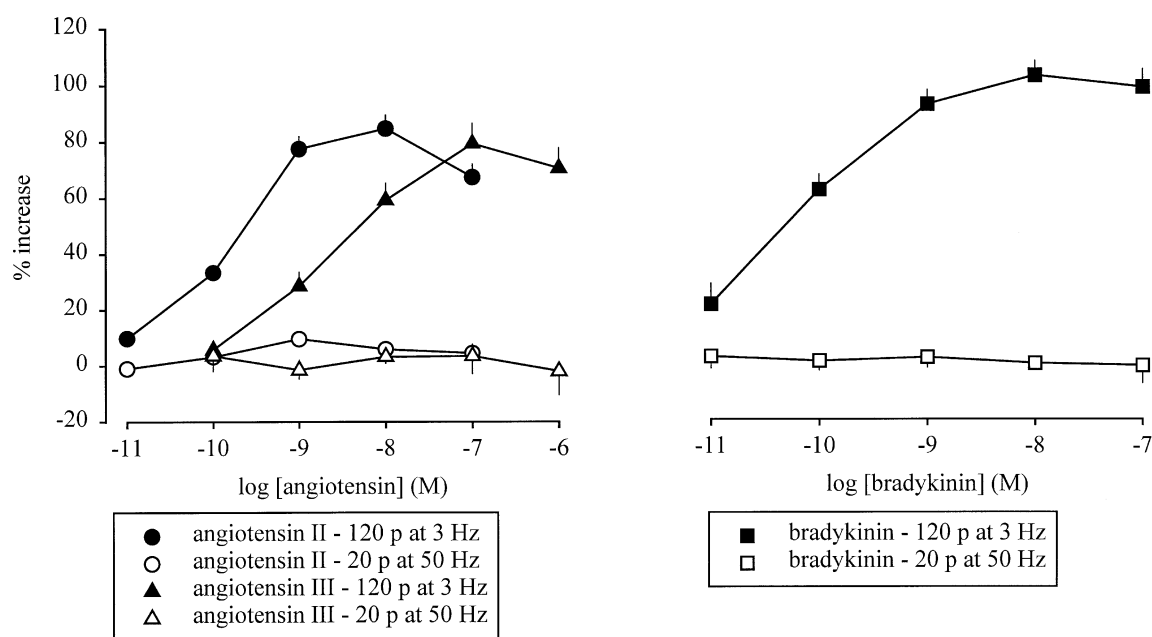 120
100
80
60
40
20
0
-20
% increase
-11 -10 -9 -8 -7 -6
log [angiotensin] (M)
angiotensin II - 120 p at 3 Hz
angiotensin II - 20 p at 50 Hz
angiotensin III - 120 p at 3 Hz
angiotensin III - 20 p at 50 Hz
-11 -10 -9 -8 -7
log [bradykinin] (M)
bradykinin - 120 p at 3 Hz
bradykinin - 20 p at 50 Hz